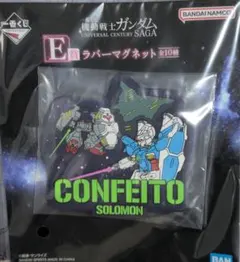 一番くじ
機動戦士ガンダム
UNIVERSAL CENTURY SAGA
BANDAI NAMCO
E賞
ラバーマグネット
全10種
CONFEITO
SOLOMON
BAN